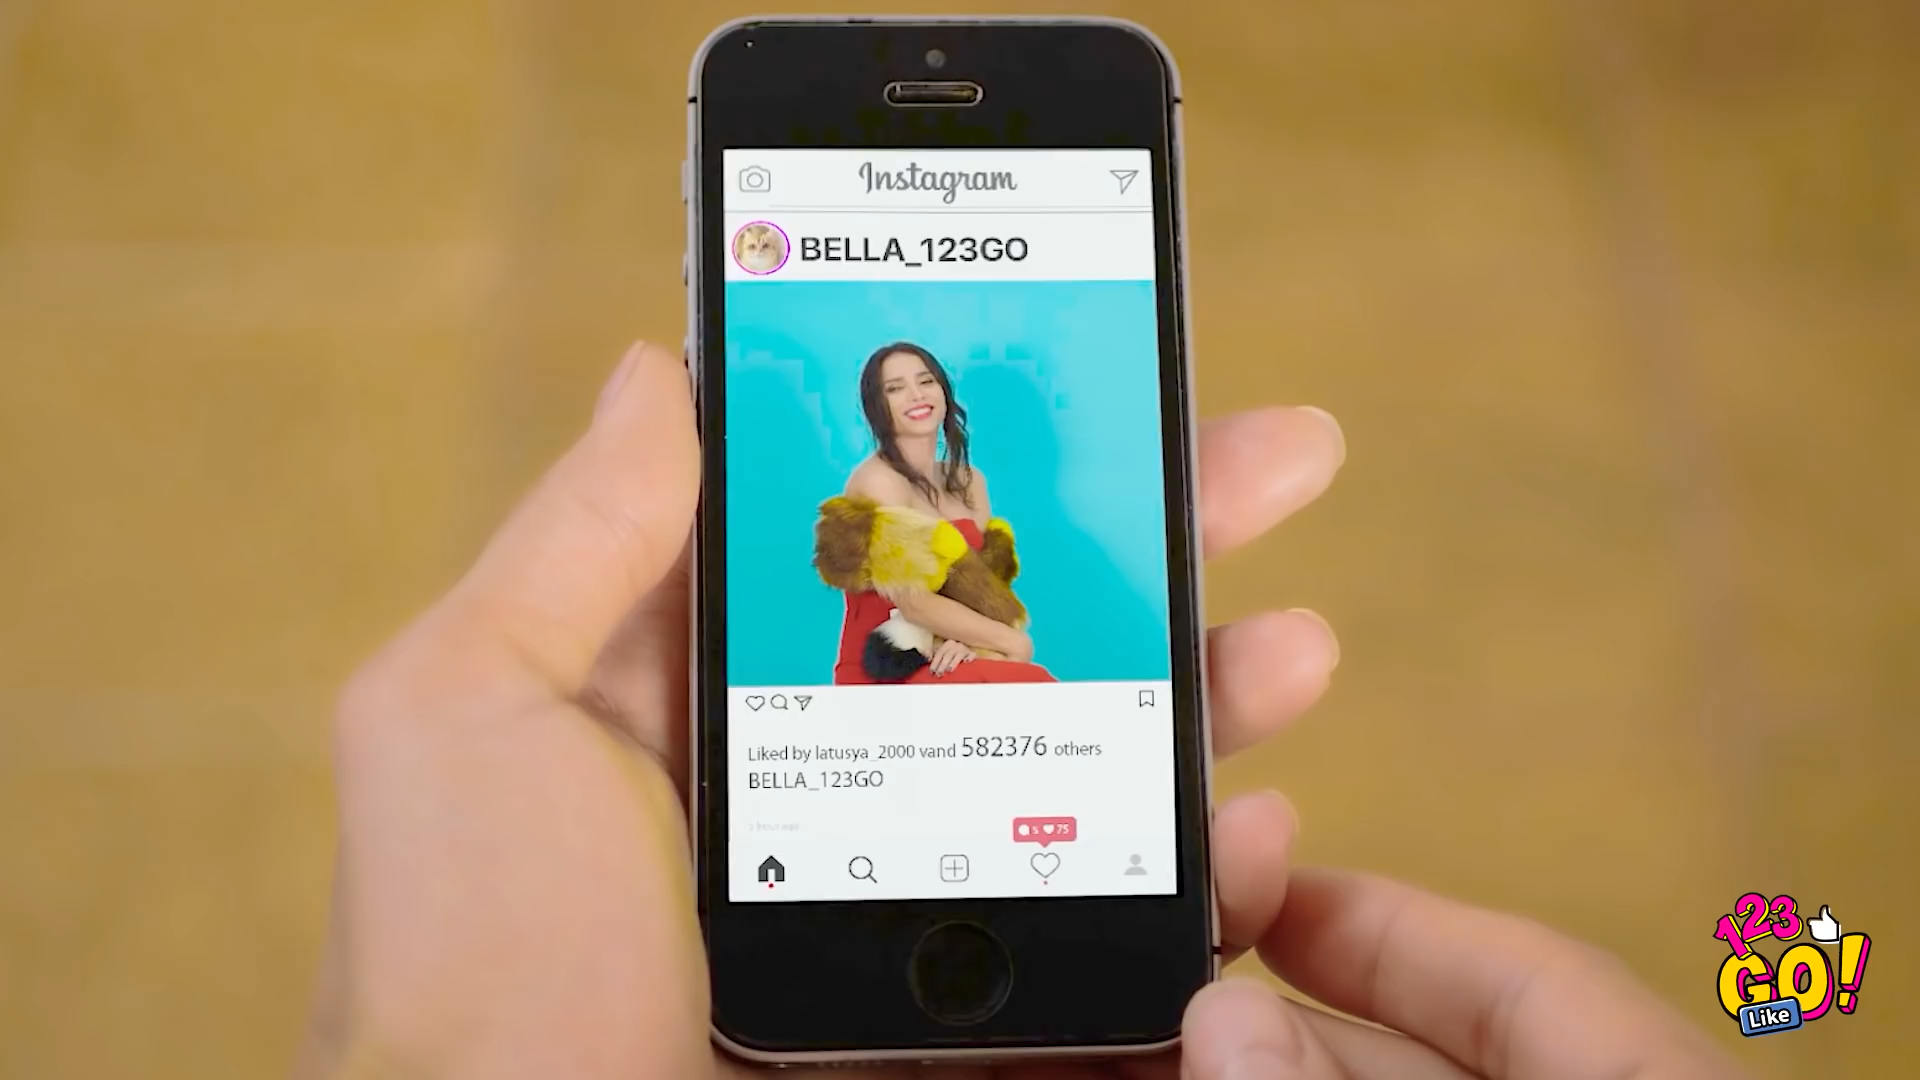 Instagram
BELLA_123GO
Liked by latusya_2000 vand 582376 others
BELLA_123GO
5 75
123
GO!
Like